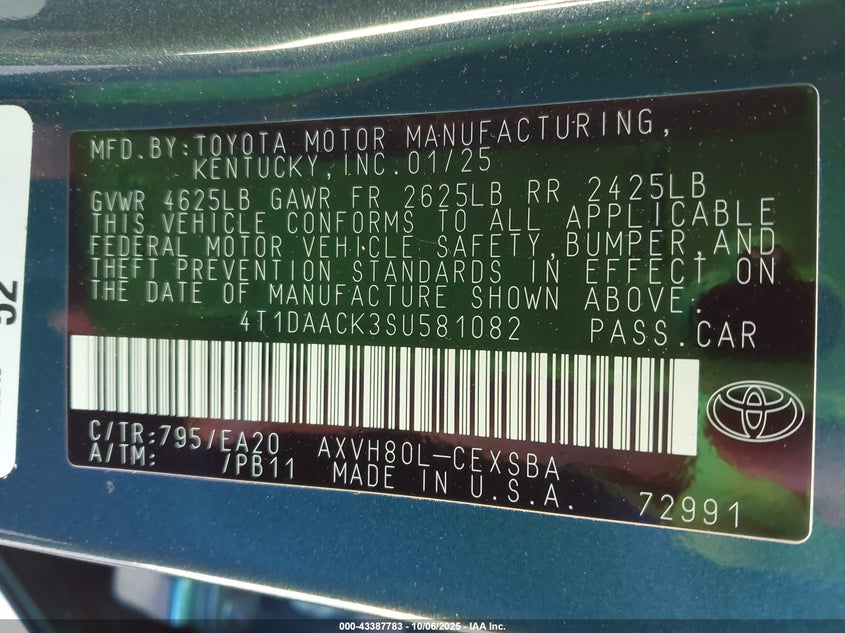 MFD.BY:TOYOTA MOTOR MANUFACTURING,
KENTUCKY,INC.01/25
GVWR 4625LB GAWR FR 2625LB RR 2425LB
THIS VEHICLE CONFORMS TO ALL APPLICABLE
FEDERAL MOTOR VEHICLE SAFETY,BUMPER,AND
THEFT PREVENTION STANDARDS IN EFFECT ON
THE DATE OF MANUFACTURE SHOWN ABOVE.
4T1DAACK3SU581082 PASS.CAR
C/TR:795/EA20 AXVH80L-CEXSBA
A/TM: /PB11 MADE IN U.S.A.
72991
000-43387783 - 10/06/2025 - IAA Inc.